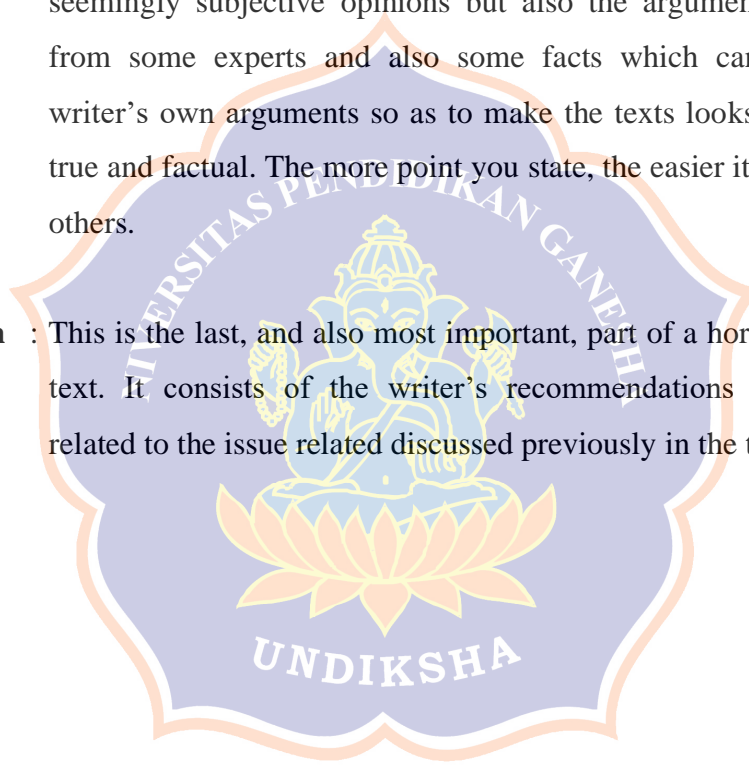 seemingly subjective opinions but also the argumen
from some experts and also some facts which car
writer’s own arguments so as to make the texts looks
true and factual. The more point you state, the easier it
others.
NIVERSITAS PENDIDIKAN GANESHA
: This is the last, and also most important, part of a hor
text. It consists of the writer’s recommendations
related to the issue related discussed previously in the t
UNDIKSHA